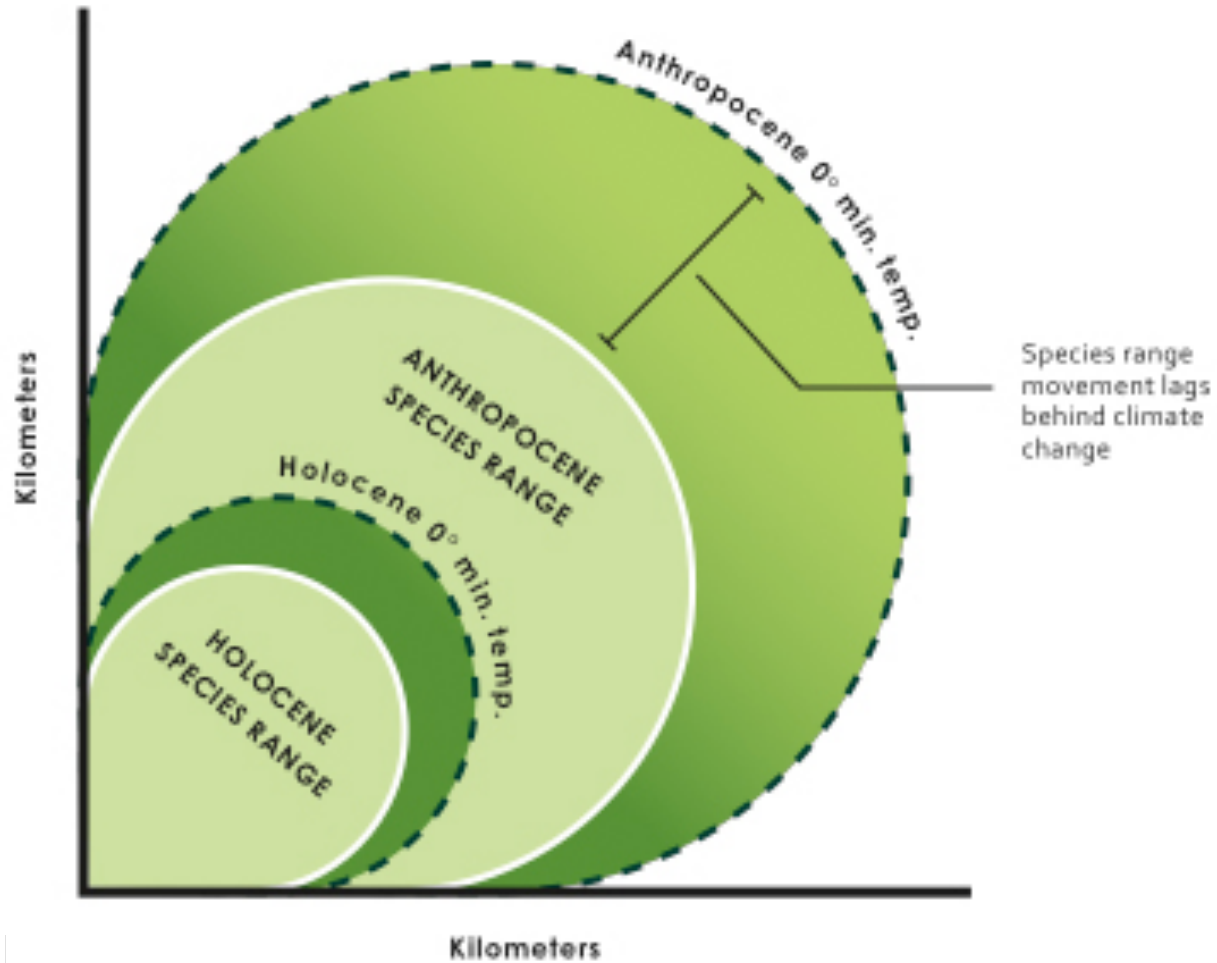 Anthropocene 0° min. temp.
Species range
movement lags
behind climate
change
ANTHROPOCENE
SPECIES RANGE
Holocene 0° min. temp.
HOLOCENE
SPECIES RANGE
Kilometers
Kilometers